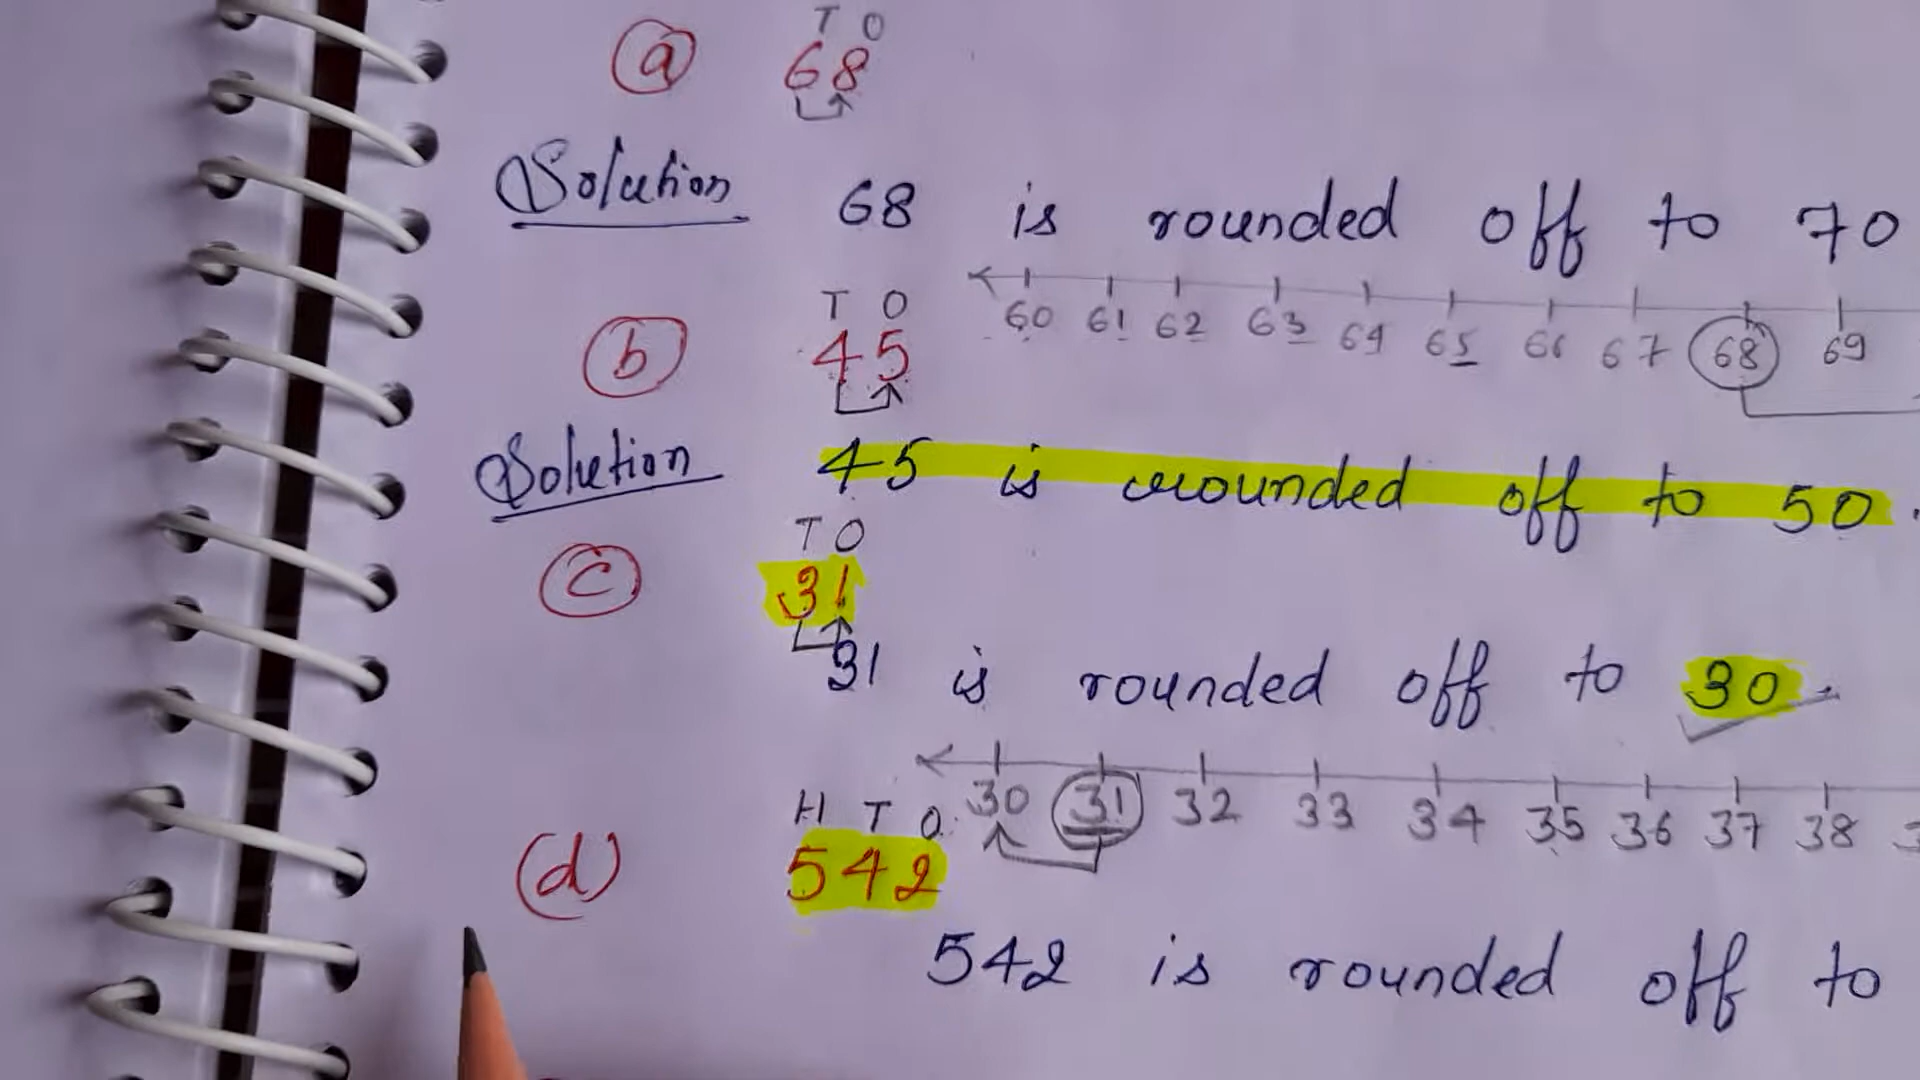 T O
a 68
Solution 68 is rounded off to 70
60 61 62 63 64 65 66 67 68 69
T O
b 45
Solution 45 is rounded off to 50.
T O
c 31
31 is rounded off to 30.
30 31 32 33 34 35 36 37 38
H T O
(d) 542
542 is rounded off to